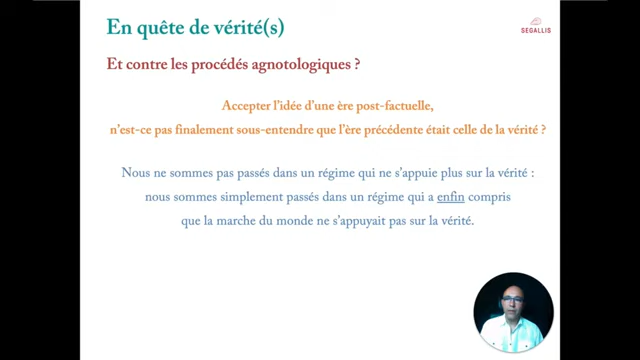 En quête de vérité(s)
SEGALLIS
Et contre les procédés agnotologiques ?
Accepter l'idée d'une ère post-factuelle,
n'est-ce pas finalement sous-entendre que l'ère précédente était celle de la vérité ?
Nous ne sommes pas passés dans un régime qui ne s'appuie plus sur la vérité :
nous sommes simplement passés dans un régime qui a enfin compris
que la marche du monde ne s'appuyait pas sur la vérité.